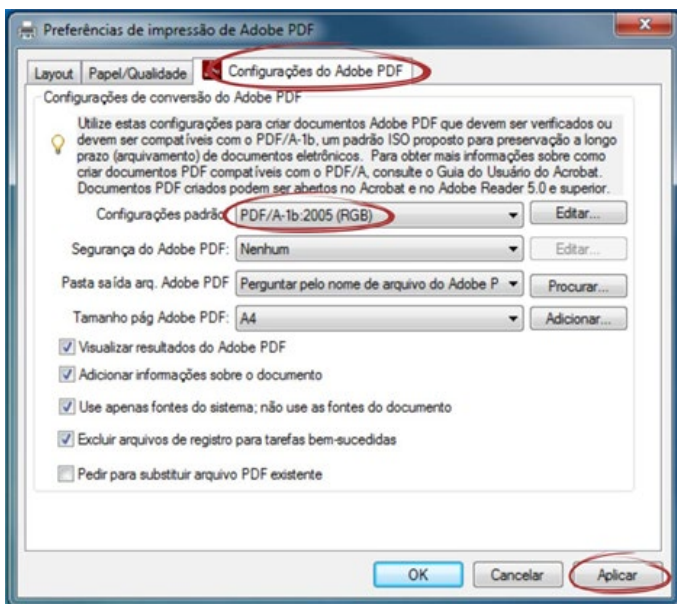 Preferências de impressão de Adobe PDF
Layout
Papel/Qualidade
Configurações do Adobe PDF
Configurações de conversão do Adobe PDF
Utilize estas configurações para criar documentos Adobe PDF que devem ser verificados ou
devem ser compatíveis com o PDF/A-1b, um padrão ISO proposto para preservação a longo
prazo (arquivamento) de documentos eletrônicos. Para obter mais informações sobre como
criar documentos PDF compatíveis com o PDF/A, consulte o Guia do Usuário do Acrobat.
Documentos PDF criados podem ser abertos no Acrobat e no Adobe Reader 5.0 e superior.
Configurações padrão PDF/A-1b:2005 (RGB) Editar...
Segurança do Adobe PDF: Nenhum Editar...
Pasta saída arq. Adobe PDF Perguntar pelo nome de arquivo do Adobe P Procurar...
Tamanho pág Adobe PDF: A4 Adicionar...
Visualizar resultados do Adobe PDF
Adicionar informações sobre o documento
Use apenas fontes do sistema; não use as fontes do documento
Excluir arquivos de registro para tarefas bem-sucedidas
Pedir para substituir arquivo PDF existente
OK Cancelar Aplicar